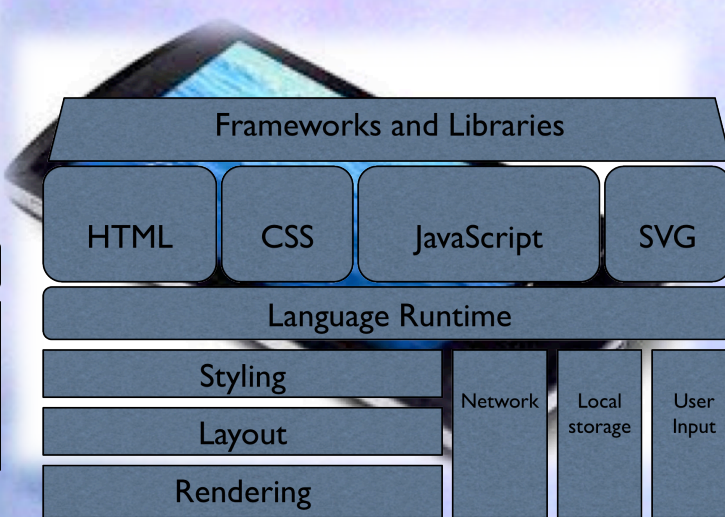 Frameworks and Libraries
HTML
CSS
JavaScript
SVG
Language Runtime
Styling
Network
Local
storage
User
Input
Layout
Rendering